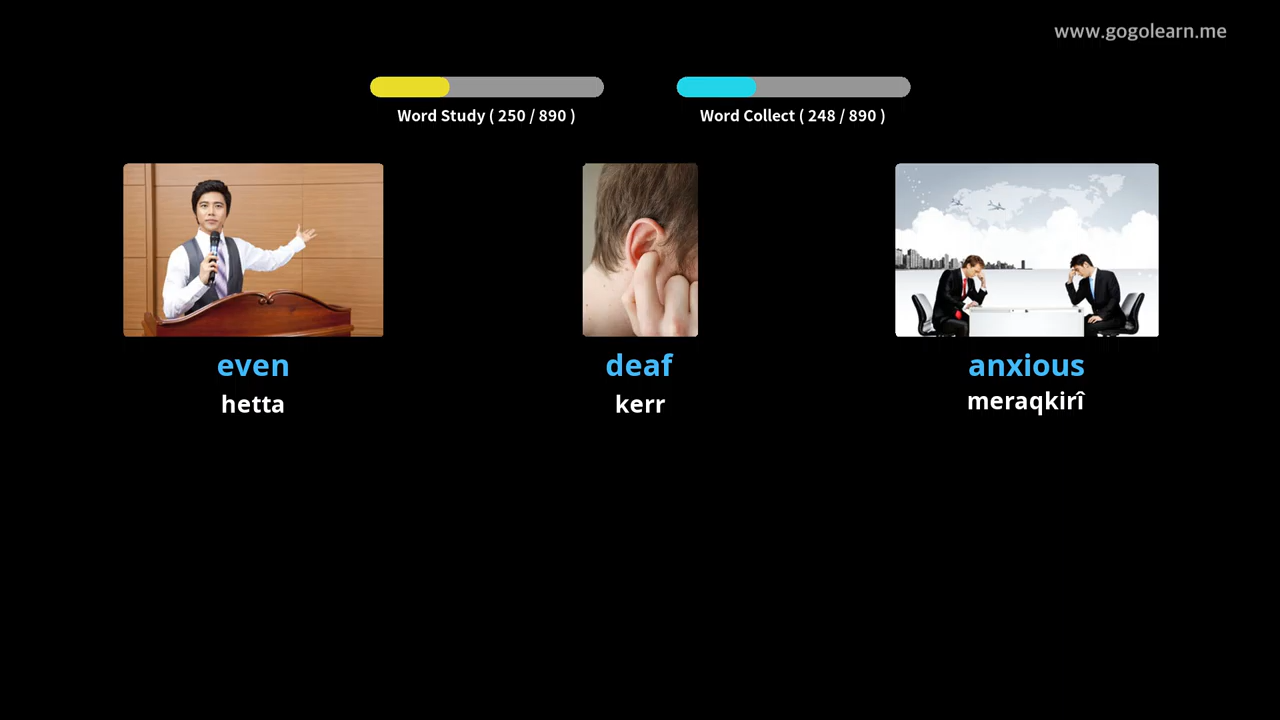 www.gogolearn.me
Word Study ( 250 / 890 )
Word Collect ( 248 / 890 )
even
hetta
deaf
kerr
anxious
meraqkirî